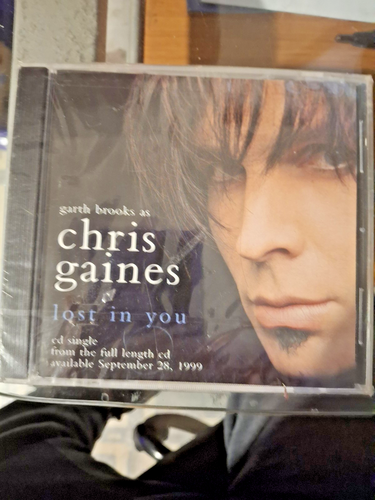 garth brooks as
chris
gaines
lost in you
cd single
from the full length cd
available September 28, 1999